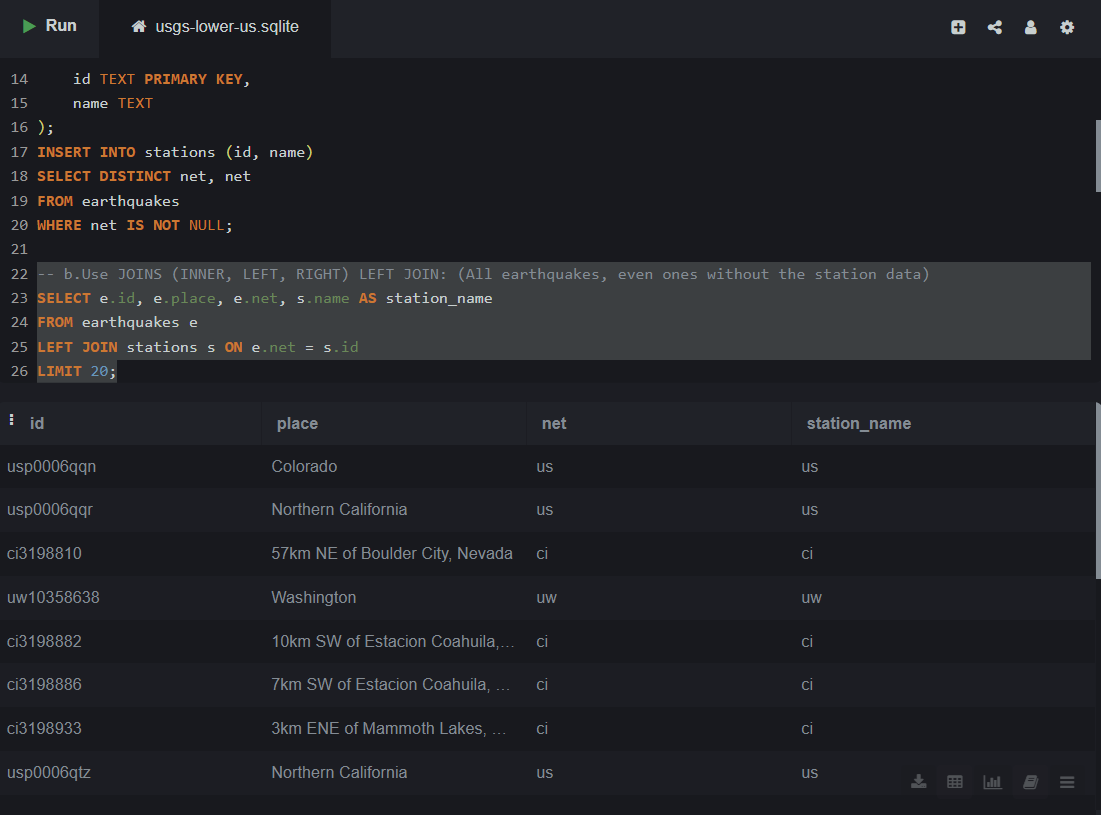 Run
usgs-lower-us.sqlite
14 id TEXT PRIMARY KEY,
15 name TEXT
16 );
17 INSERT INTO stations (id, name)
18 SELECT DISTINCT net, net
19 FROM earthquakes
20 WHERE net IS NOT NULL;
21
22 -- b.Use JOINS (INNER, LEFT, RIGHT) LEFT JOIN: (All earthquakes, even ones without the station data)
23 SELECT e.id, e.place, e.net, s.name AS station_name
24 FROM earthquakes e
25 LEFT JOIN stations s ON e.net = s.id
26 LIMIT 20;
id place net station_name
usp0006qqn Colorado us us
usp0006qqr Northern California us us
ci3198810 57km NE of Boulder City, Nevada ci ci
uw10358638 Washington uw uw
ci3198882 10km SW of Estacion Coahuila,... ci ci
ci3198886 7km SW of Estacion Coahuila, ... ci ci
ci3198933 3km ENE of Mammoth Lakes, ... ci ci
usp0006qtz Northern California us us